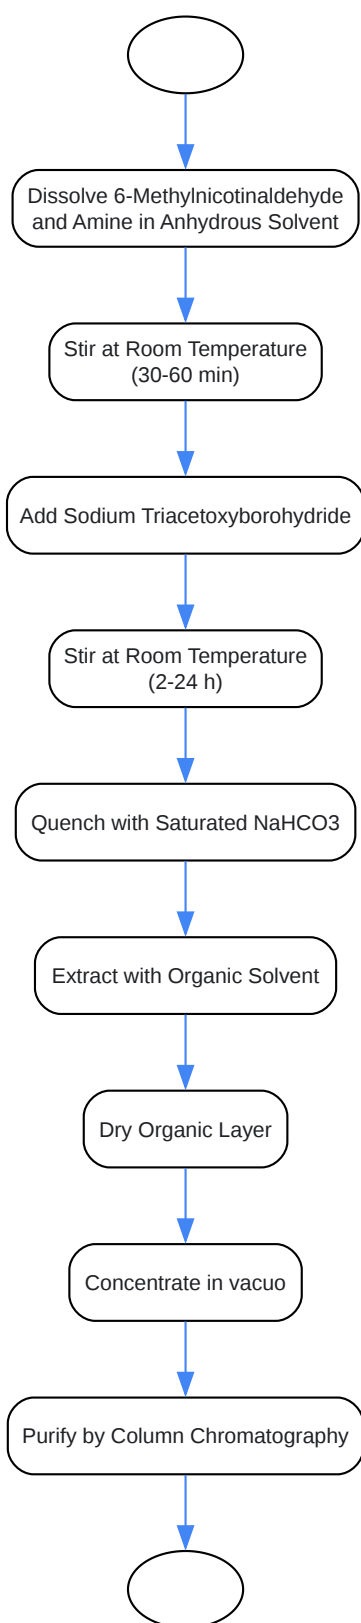 Dissolve 6-Methylnicotinaldehyde
and Amine in Anhydrous Solvent
Stir at Room Temperature
(30-60 min)
Add Sodium Triacetoxyborohydride
Stir at Room Temperature
(2-24 h)
Quench with Saturated NaHCO3
Extract with Organic Solvent
Dry Organic Layer
Concentrate in vacuo
Purify by Column Chromatography